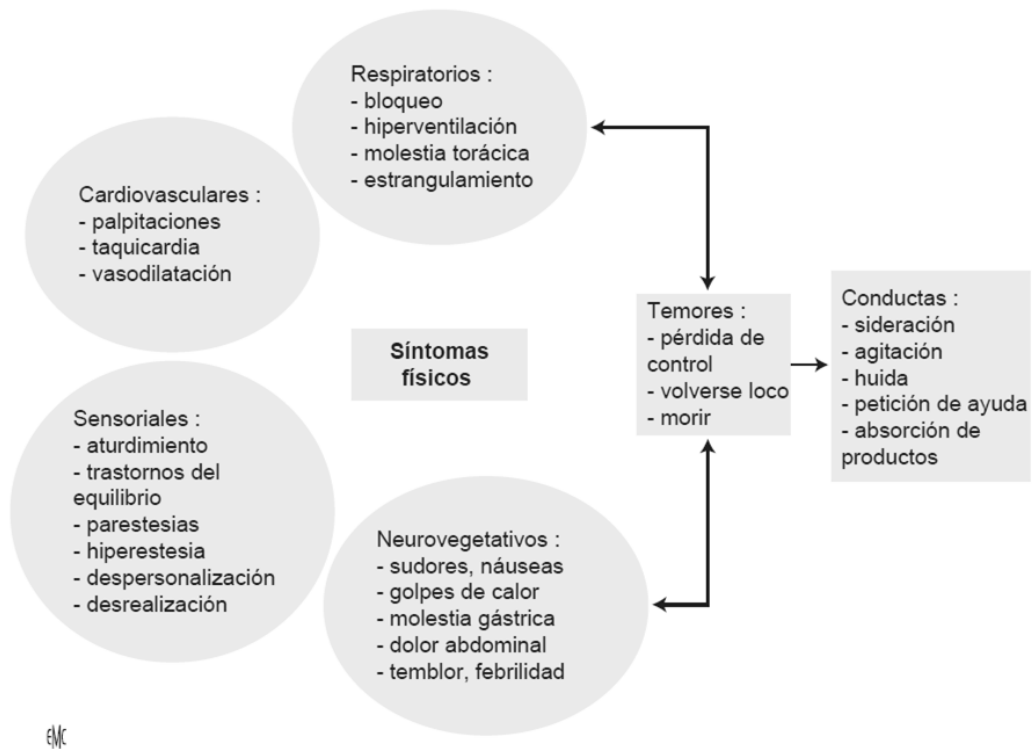 Respiratorios :
- bloqueo
- hiperventilación
- molestia torácica
- estrangulamiento
Cardiovasculares :
- palpitaciones
- taquicardia
- vasodilatación
Síntomas
físicos
Temores :
- pérdida de
control
- volverse loco
- morir
Conductas :
- sideración
- agitación
- huida
- petición de ayuda
- absorción de
productos
Sensoriales :
- aturdimiento
- trastornos del
equilibrio
- parestesias
- hiperestesia
- despersonalización
- desrealización
Neurovegetativos :
- sudores, náuseas
- golpes de calor
- molestia gástrica
- dolor abdominal
- temblor, febrilidad
EMC